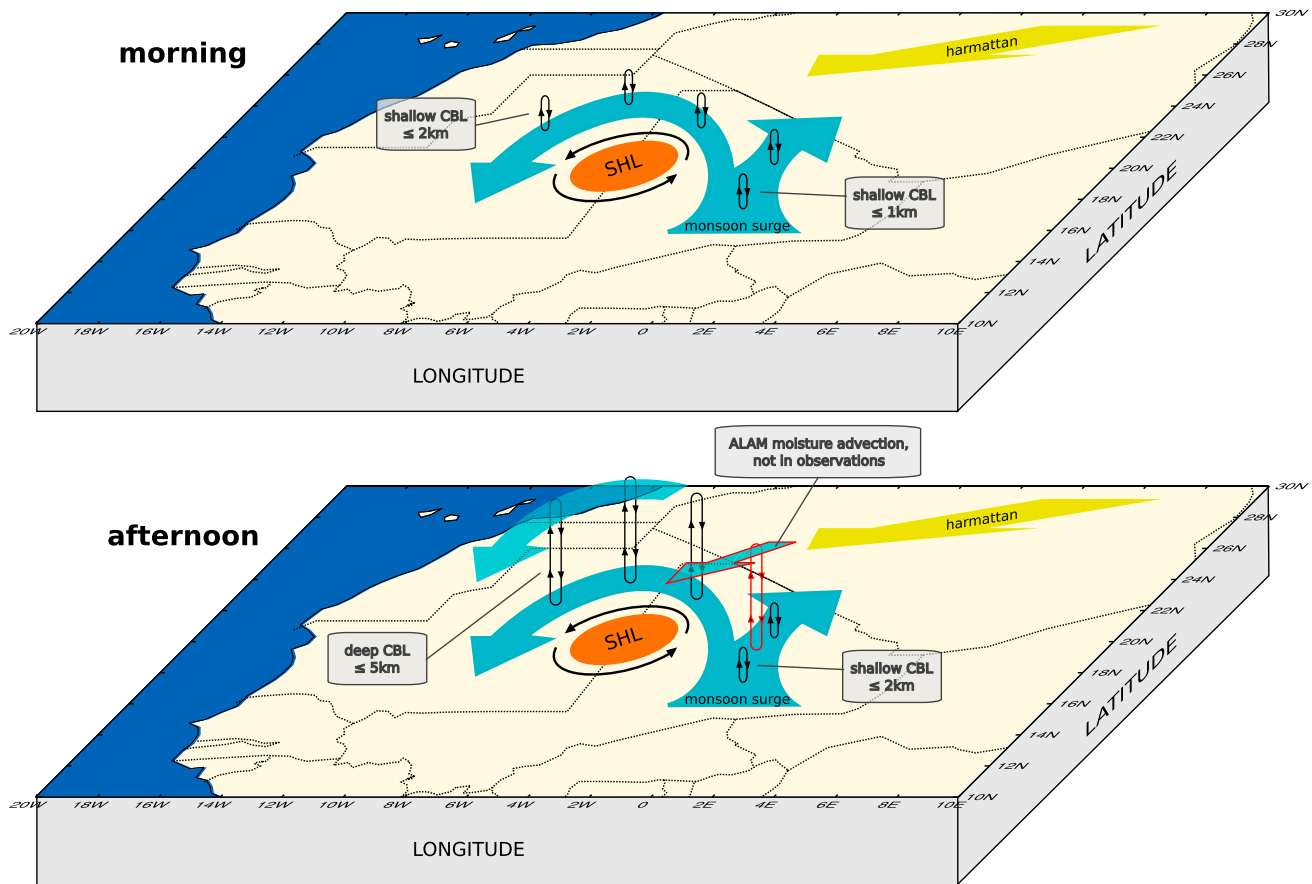 morning
30N
28N
26N
24N
22N
20N
18N
16N
14N
12N
10N
LATITUDE
harmattan
shallow CBL
≤ 2km
SHL
shallow CBL
≤ 1km
monsoon surge
20W 18W 16W 14W 12W 10W 8W 6W 4W 2W 0 2E 4E 6E 8E 10E
LONGITUDE
ALAM moisture advection,
not in observations
afternoon
30N
28N
26N
24N
22N
20N
18N
16N
14N
12N
10N
LATITUDE
harmattan
deep CBL
≤ 5km
SHL
shallow CBL
≤ 2km
monsoon surge
20W 18W 16W 14W 12W 10W 8W 6W 4W 2W 0 2E 4E 6E 8E 10E
LONGITUDE